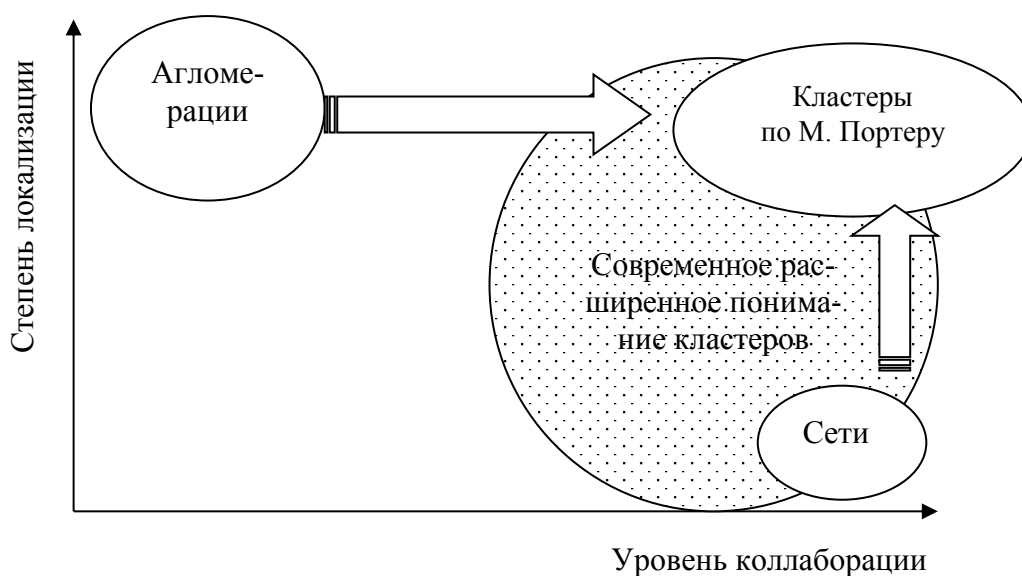 Степень локализации
Агломе-
рации
Кластеры
по М. Портеру
Современное рас-
ширенное понима-
ние кластеров
Сети
Уровень коллаборации